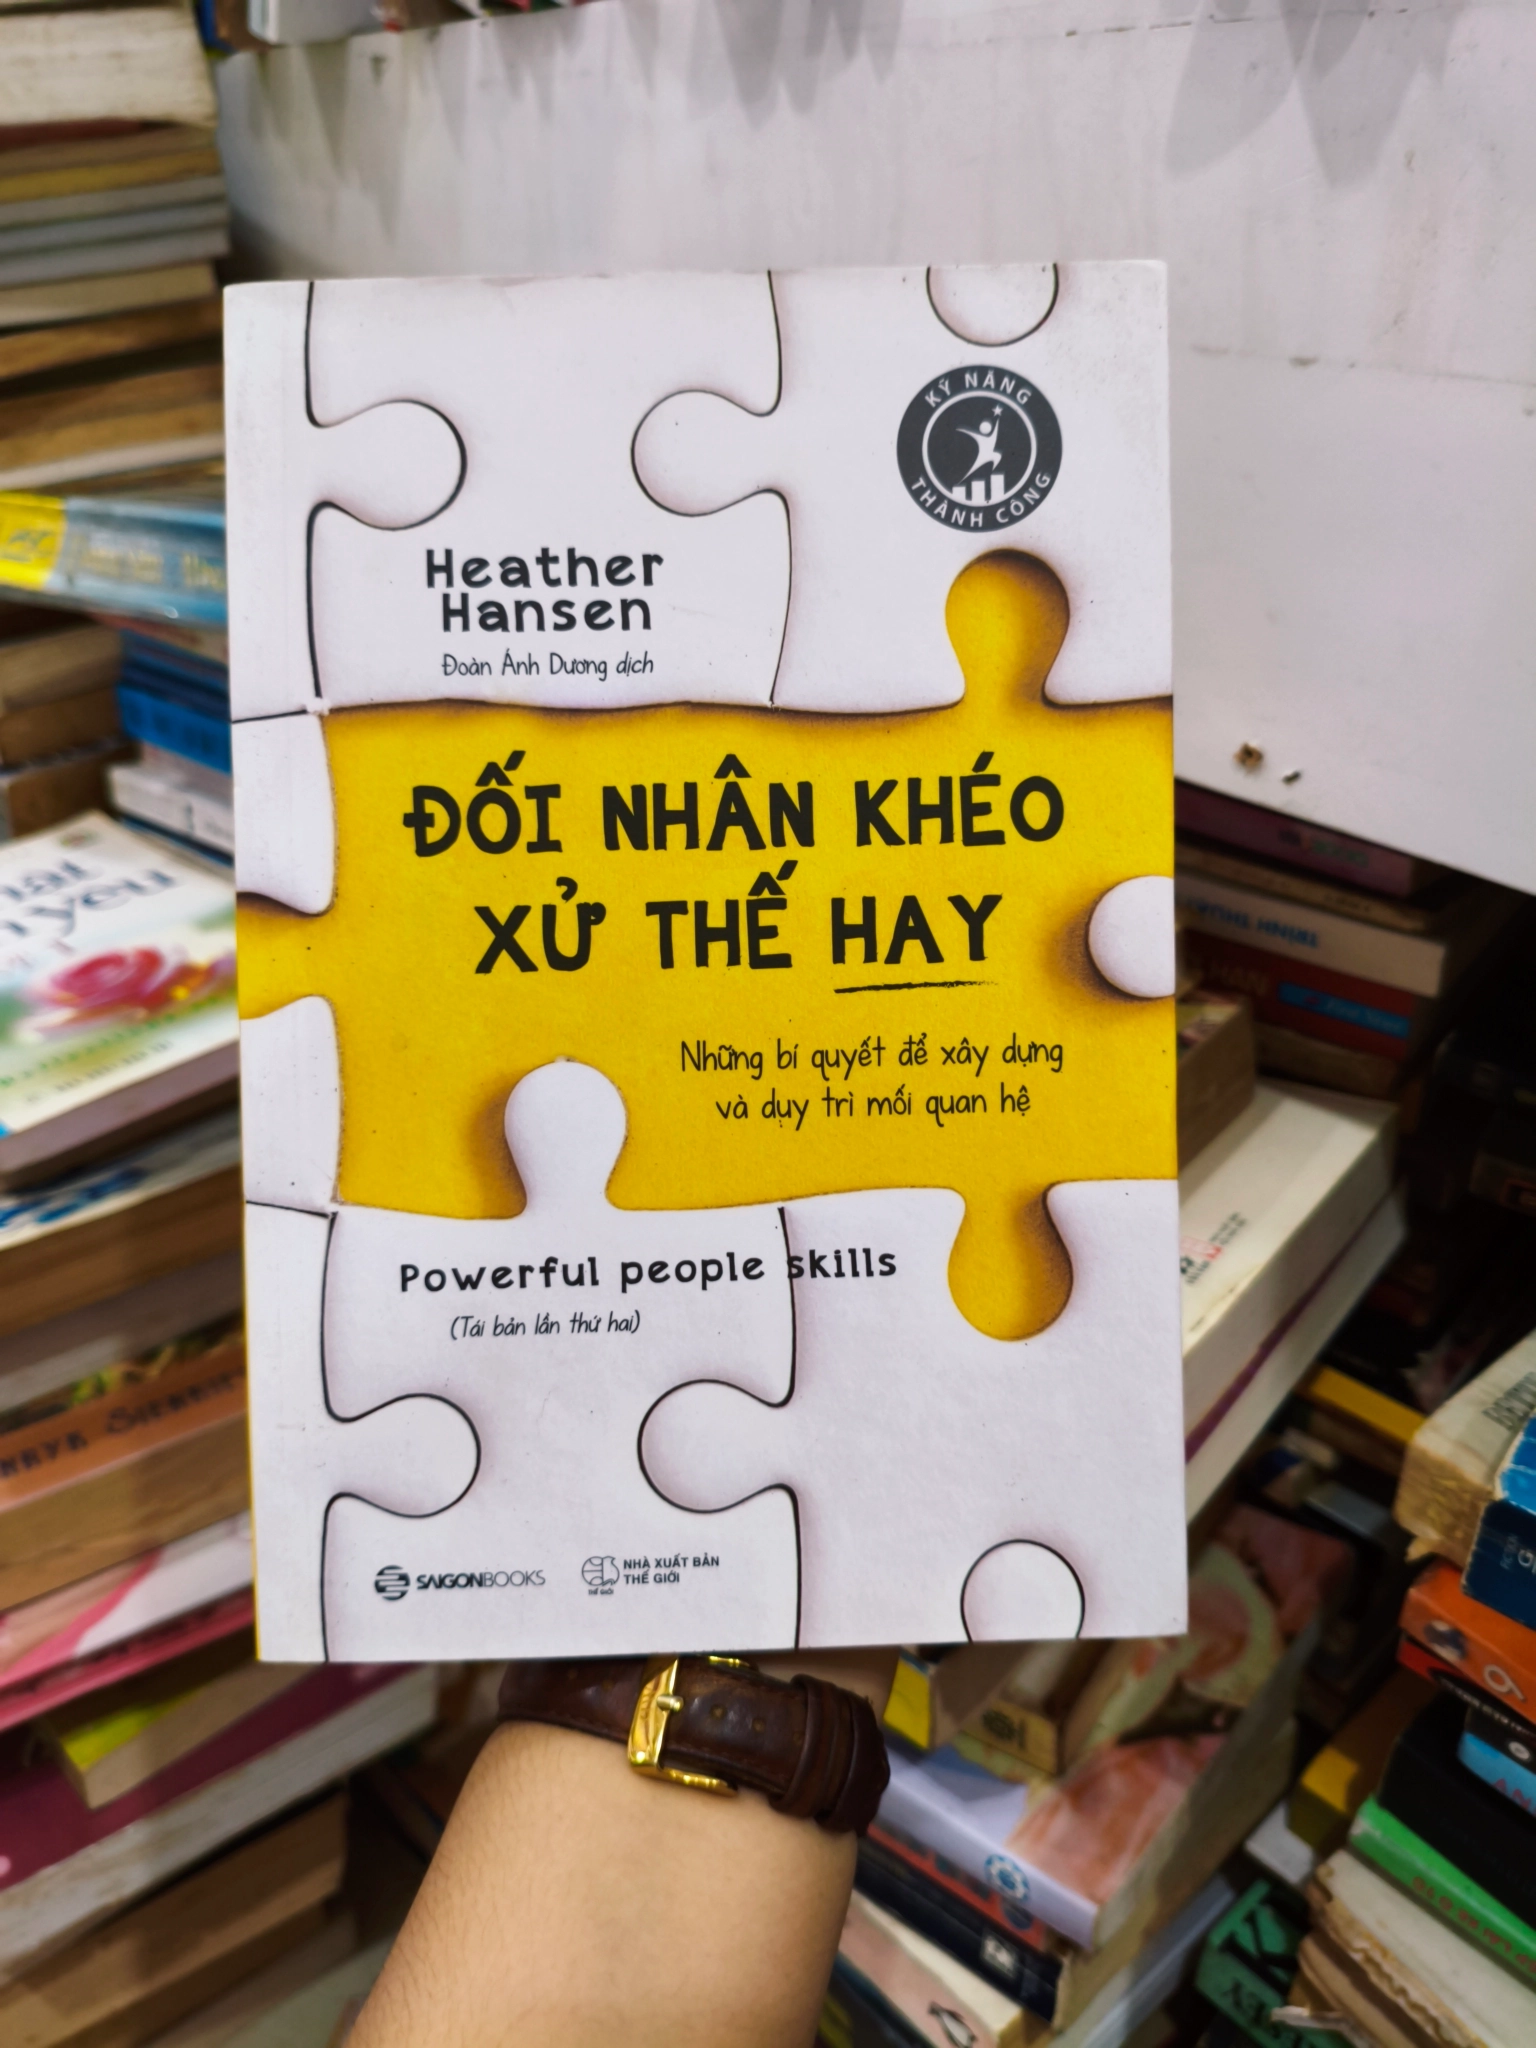 KỸ NĂNG
THÀNH CÔNG
Heather
Hansen
Đoàn Ánh Dương dịch
ĐỐI NHÂN KHÉO
XỬ THẾ HAY
Những bí quyết để xây dựng
và duy trì mối quan hệ
Powerful people skills
(Tái bản lần thứ hai)
SAIGONBOOKS
NHÀ XUẤT BẢN
THẾ GIỚI
THẾ GIỚI